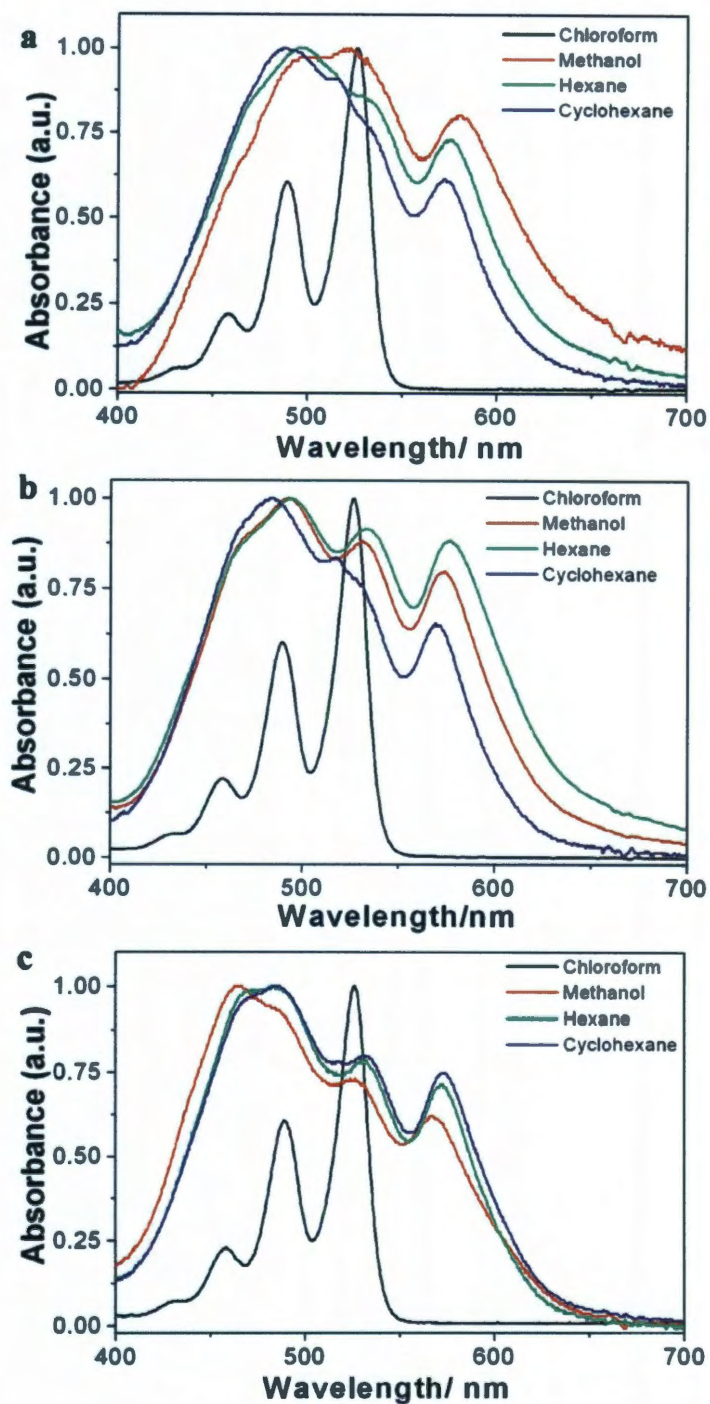 a
Chloroform
Methanol
Hexane
Cyclohexane
1.00
0.75
0.50
0.25
0.00
Absorbance (a.u.)
400 500 600 700
Wavelength/ nm
b
Chloroform
Methanol
Hexane
Cyclohexane
1.00
0.75
0.50
0.25
0.00
Absorbance (a.u.)
400 500 600 700
Wavelength/nm
c
Chloroform
Methanol
Hexane
Cyclohexane
1.00
0.75
0.50
0.25
0.00
Absorbance (a.u.)
400 500 600 700
Wavelength/ nm